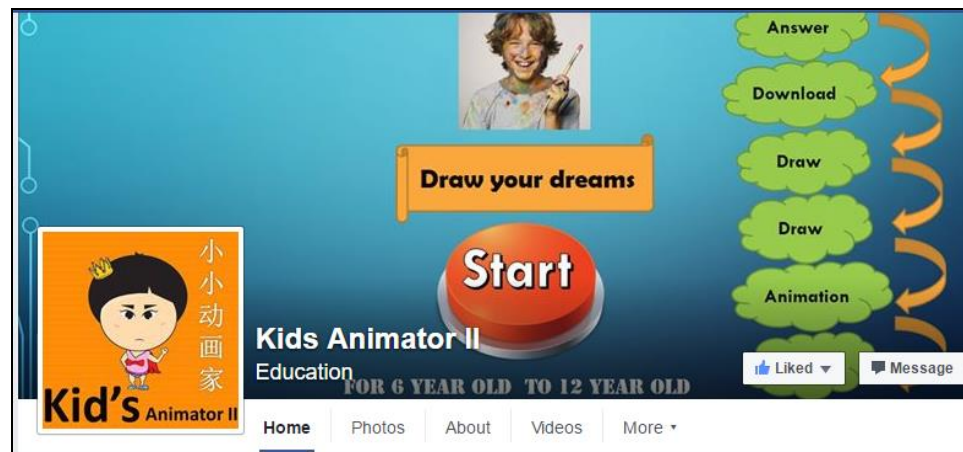 Answer
Download
Draw
Draw
Animation
Draw your dreams
Start
小小动画家
Kid's Animator II
Kids Animator II
Education
FOR 6 YEAR OLD TO 12 YEAR OLD
Liked
Message
Home Photos About Videos More